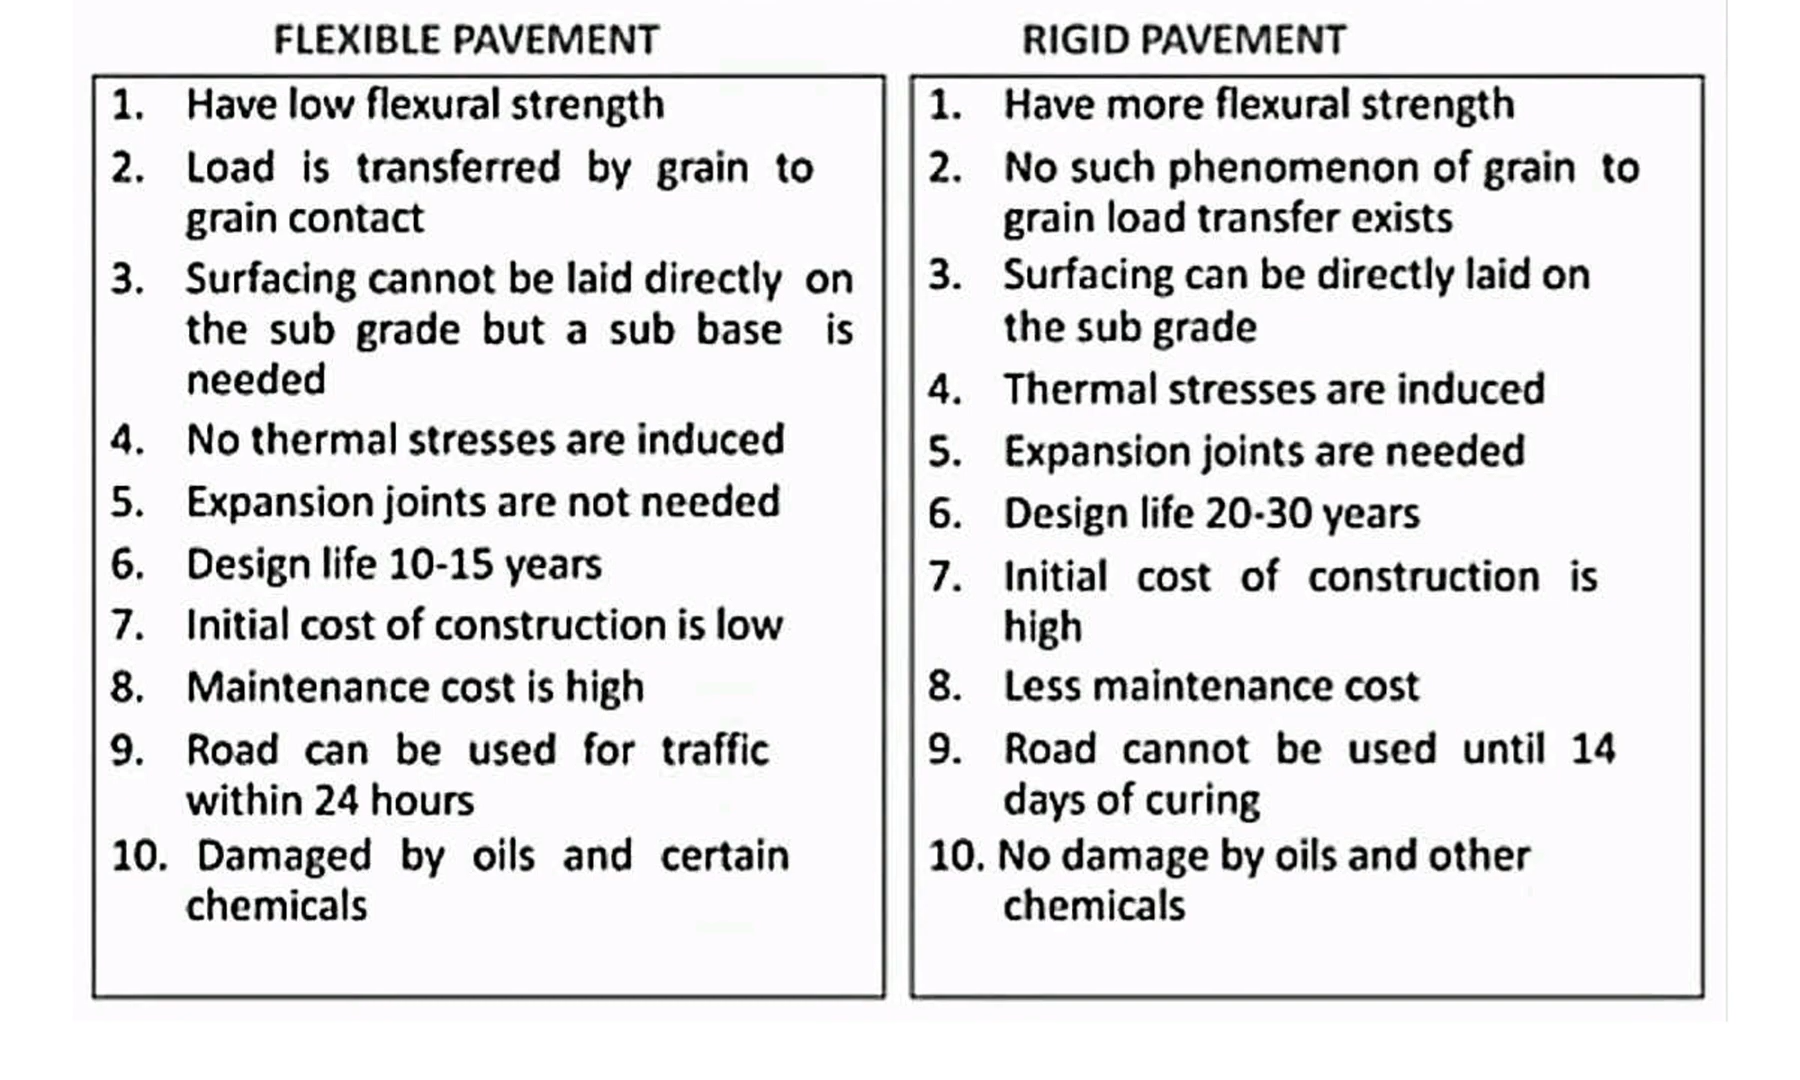 FLEXIBLE PAVEMENT
1. Have low flexural strength
2. Load is transferred by grain to
grain contact
3. Surfacing cannot be laid directly on
the sub grade but a sub base is
needed
4. No thermal stresses are induced
5. Expansion joints are not needed
6. Design life 10-15 years
7. Initial cost of construction is low
8. Maintenance cost is high
9. Road can be used for traffic
within 24 hours
10. Damaged by oils and certain
chemicals
RIGID PAVEMENT
1. Have more flexural strength
2. No such phenomenon of grain to
grain load transfer exists
3. Surfacing can be directly laid on
the sub grade
4. Thermal stresses are induced
5. Expansion joints are needed
6. Design life 20-30 years
7. Initial cost of construction is
high
8. Less maintenance cost
9. Road cannot be used until 14
days of curing
10. No damage by oils and other
chemicals